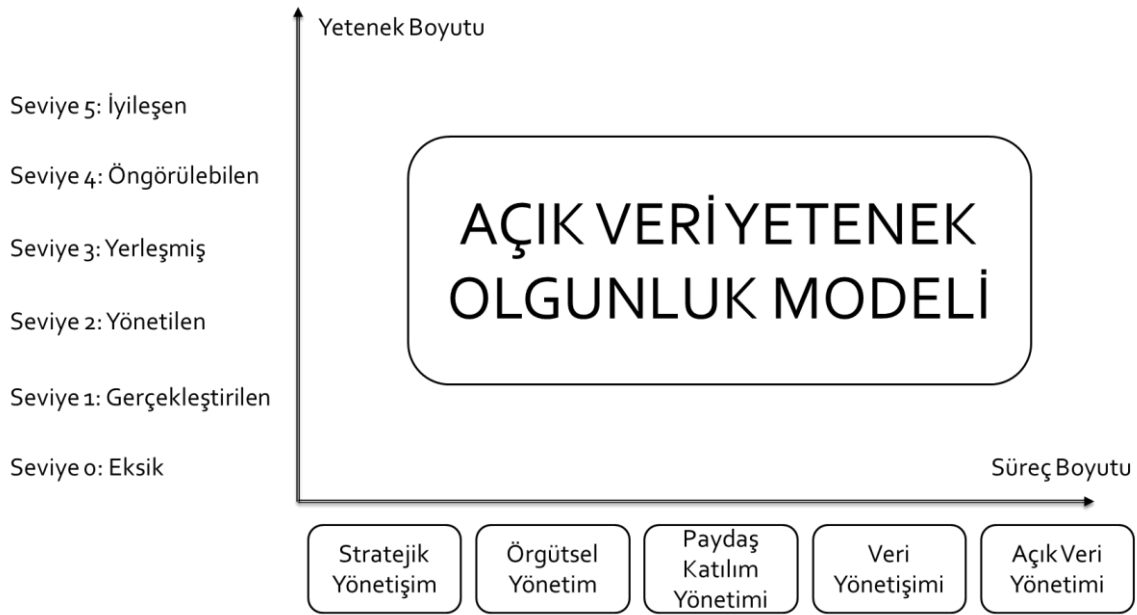 Yetenek Boyutu
Seviye 5: İyileşen
Seviye 4: Öngörülebilen
Seviye 3: Yerleşmiş
Seviye 2: Yönetilen
Seviye 1: Gerçekleştirilen
Seviye 0: Eksik
AÇIK VERİ YETENEK
OLGUNLUK MODELİ
Süreç Boyutu
Stratejik
Yönetişim
Örgütsel
Yönetim
Paydaş
Katılım
Yönetimi
Veri
Yönetişimi
Açık Veri
Yönetimi